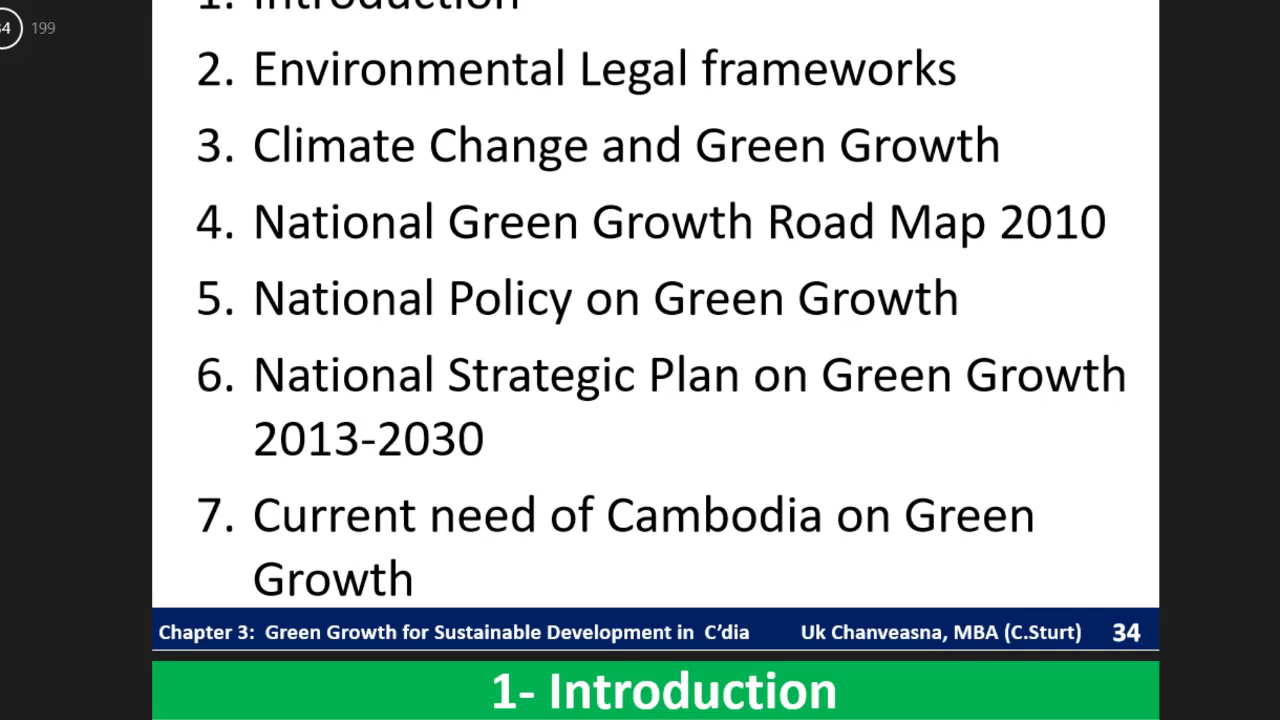 34 199
1. Introduction
2. Environmental Legal frameworks
3. Climate Change and Green Growth
4. National Green Growth Road Map 2010
5. National Policy on Green Growth
6. National Strategic Plan on Green Growth
2013-2030
7. Current need of Cambodia on Green
Growth
Chapter 3: Green Growth for Sustainable Development in C'dia Uk Chanveasna, MBA (C.Sturt) 34
1- Introduction